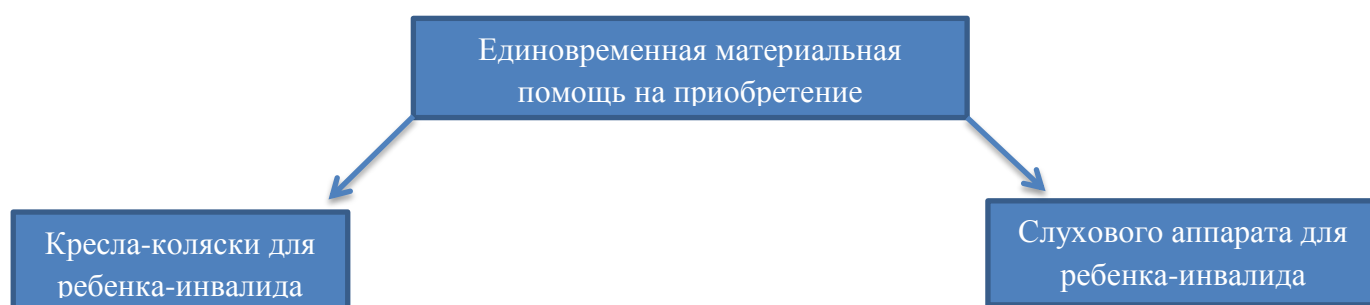 Единовременная материальная
помощь на приобретение
Кресла-коляски для
ребенка-инвалида
Слухового аппарата для
ребенка-инвалида